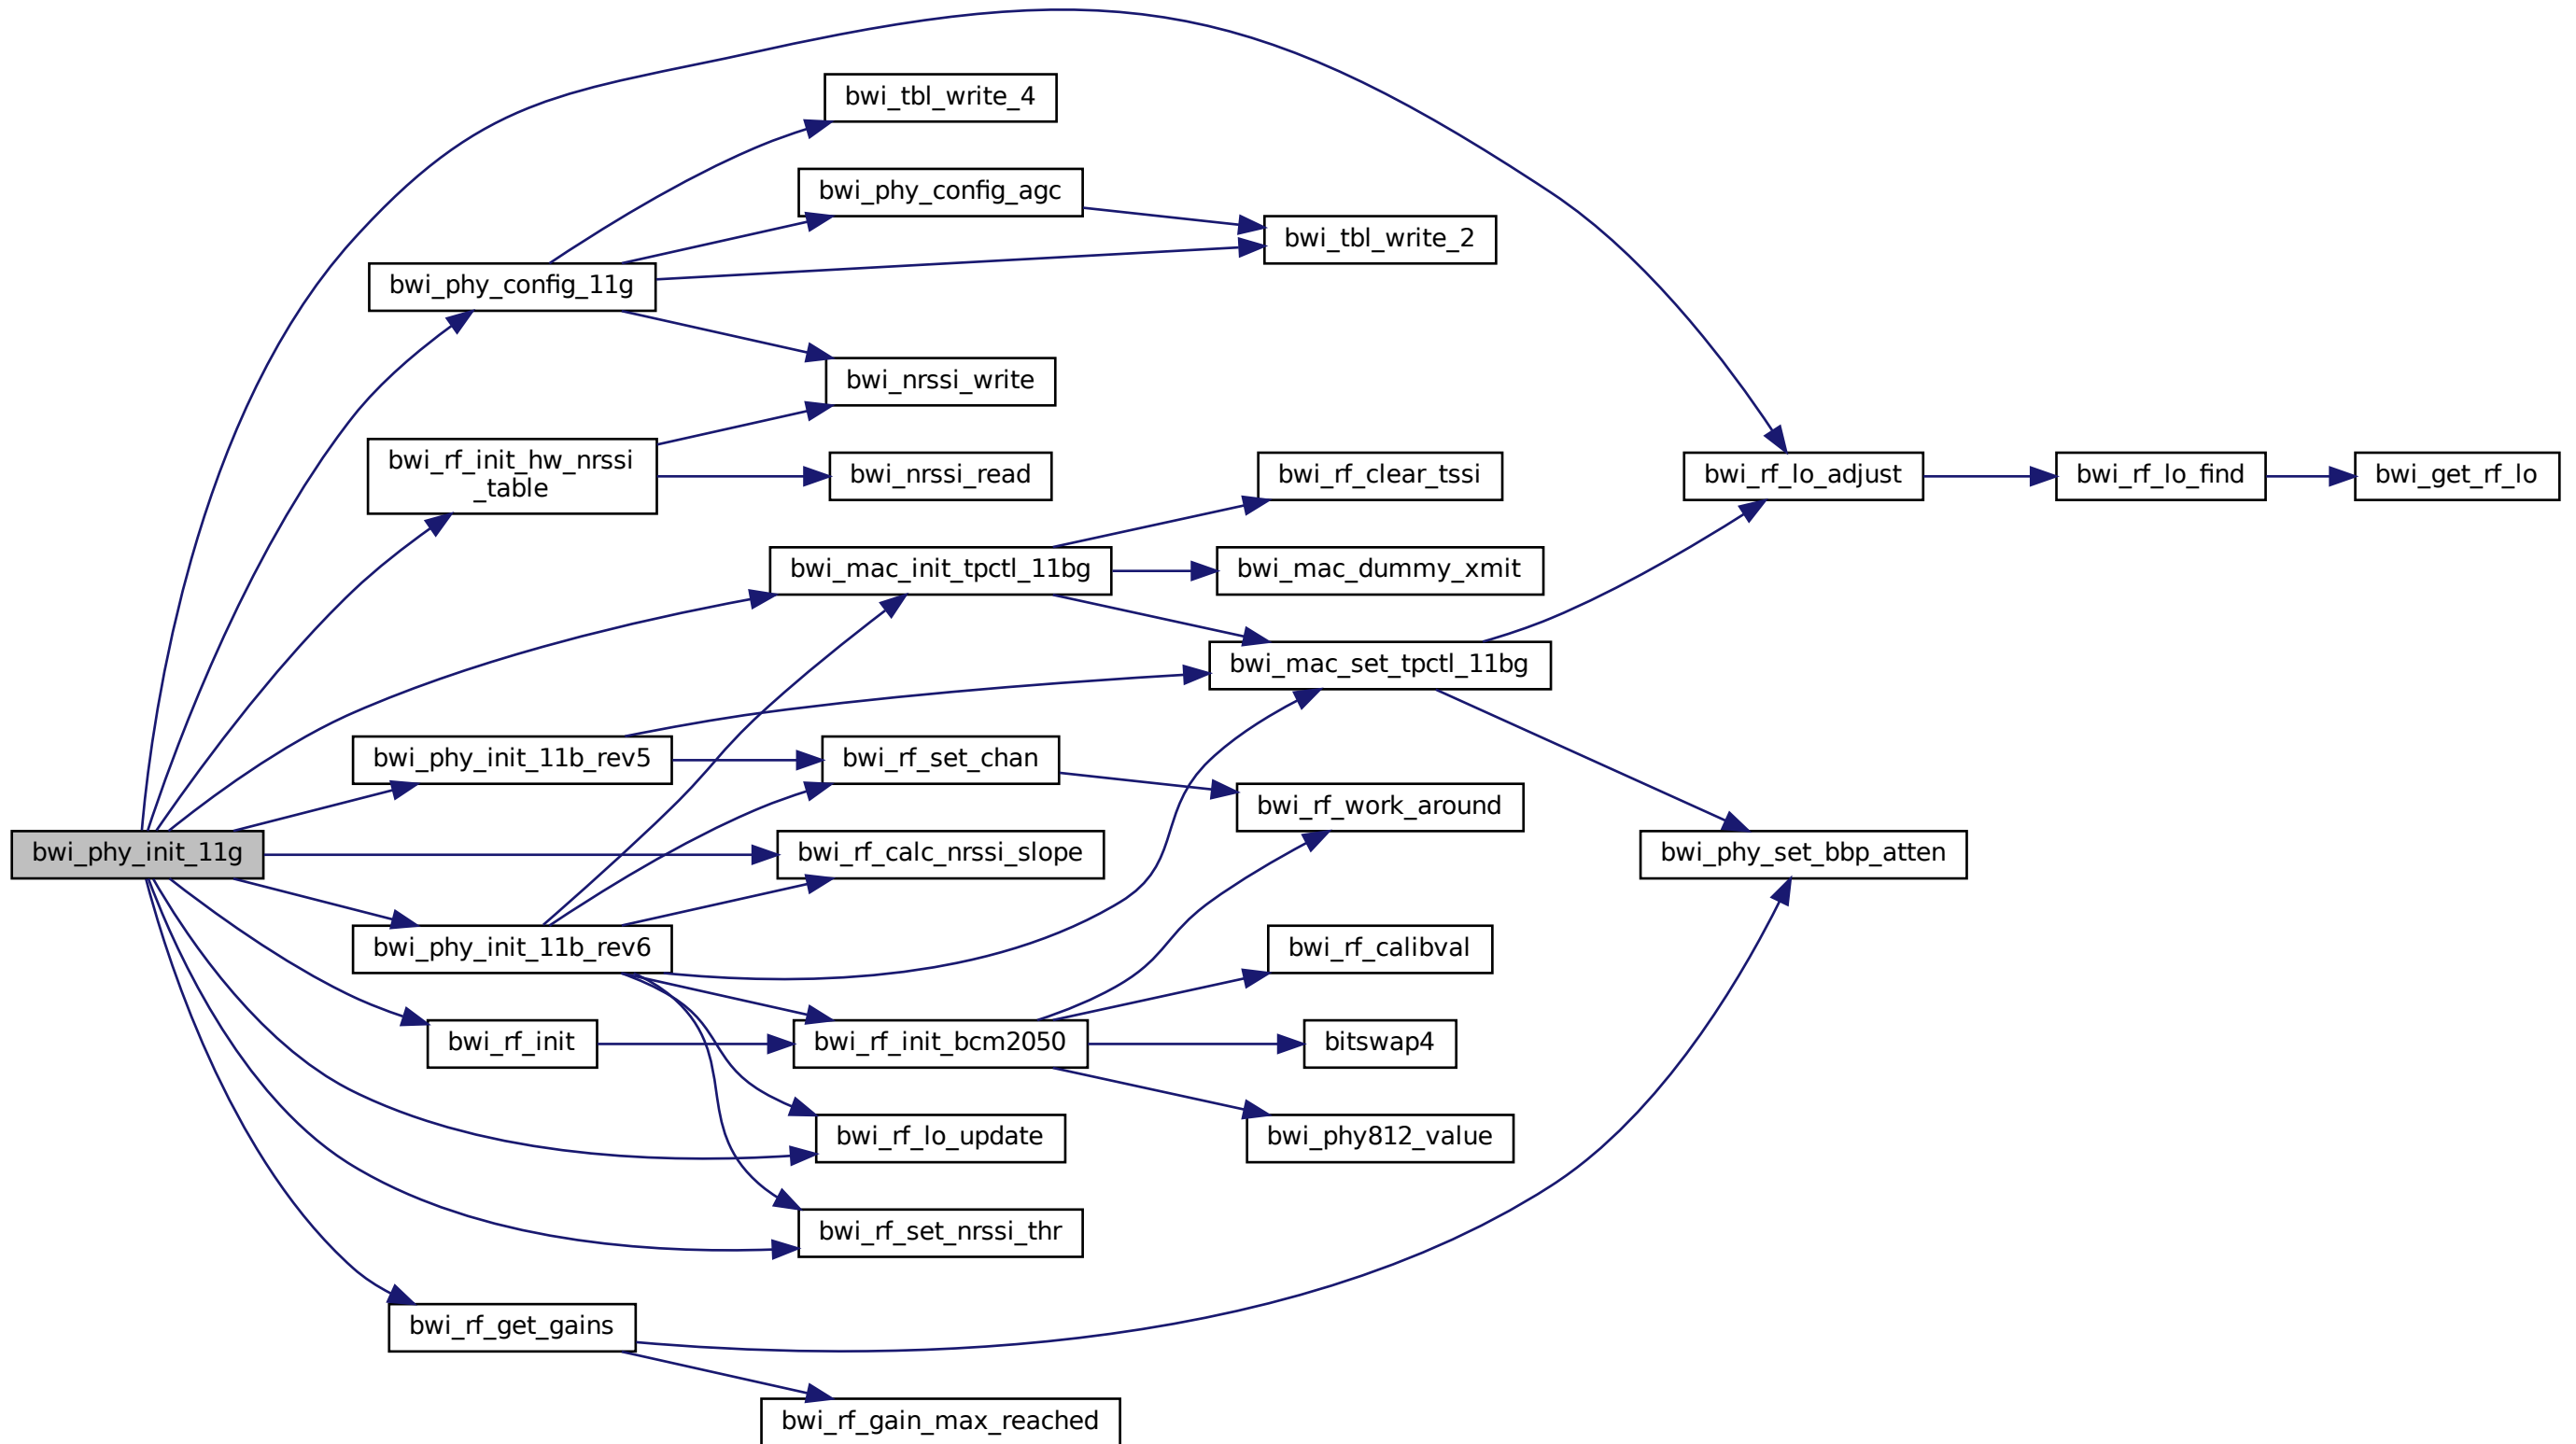 bwi_tbl_write_4
bwi_phy_config_agc
bwi_tbl_write_2
bwi_phy_config_11g
bwi_nrssi_write
bwi_rf_init_hw_nrssi
_table
bwi_nrssi_read
bwi_rf_clear_tssi
bwi_rf_lo_adjust
bwi_rf_lo_find
bwi_get_rf_lo
bwi_mac_init_tpctl_11bg
bwi_mac_dummy_xmit
bwi_mac_set_tpctl_11bg
bwi_phy_init_11b_rev5
bwi_rf_set_chan
bwi_rf_work_around
bwi_phy_init_11g
bwi_rf_calc_nrssi_slope
bwi_phy_set_bbp_atten
bwi_phy_init_11b_rev6
bwi_rf_calibval
bwi_rf_init
bwi_rf_init_bcm2050
bitswap4
bwi_rf_lo_update
bwi_phy812_value
bwi_rf_set_nrssi_thr
bwi_rf_get_gains
bwi_rf_gain_max_reached